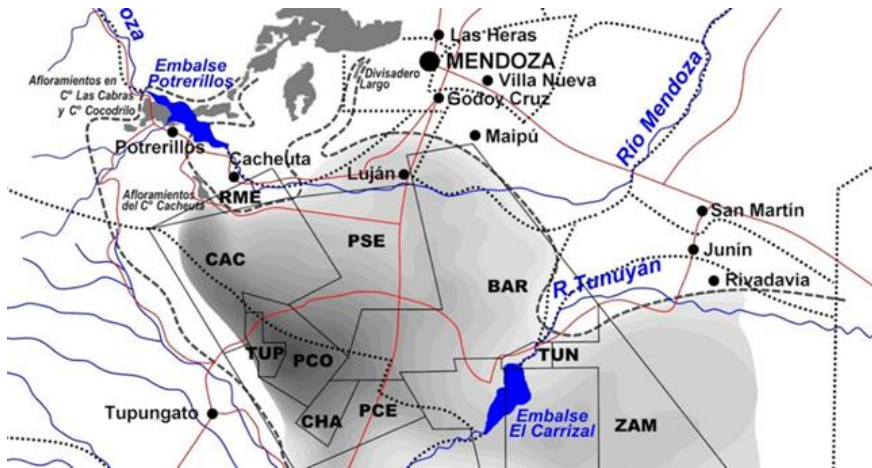 oza
Embalse
Potrerillos
Afloramientos en
Cº Las Cabras
y Cº Cocodrilo
Potrerillos
Cacheuta
Afloramientos
del Cº Cacheuta
RME
Divisadero
Largo
Las Heras
MENDOZA
Villa Nueva
Godoy Cruz
Maipú
Luján
Río Mendoza
San Martín
Junín
Rivadavia
R.Tunuyán
CAC
PSE
BAR
TUP
PCO
TUN
CHA
PCE
Tupungato
Embalse
El Carrizal
ZAM